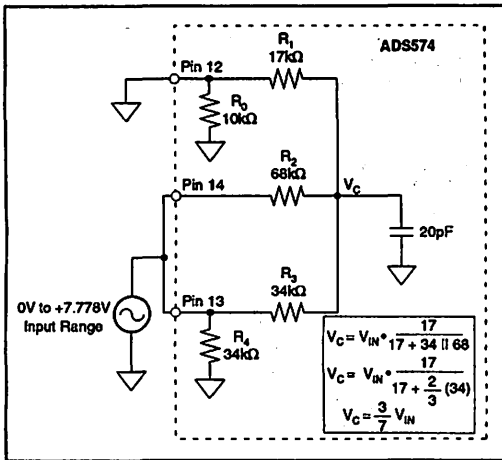 ADS574
Pin 12
R1
17kΩ
R0
10kΩ
Pin 14
R2
68kΩ
VC
20pF
R3
34kΩ
0V to +7.778V
Input Range
Pin 13
R4
34kΩ
VC = VIN • 17 / 17 + 34 II 68
VC = VIN • 17 / 17 + 2/3 (34)
VC = 3/7 VIN